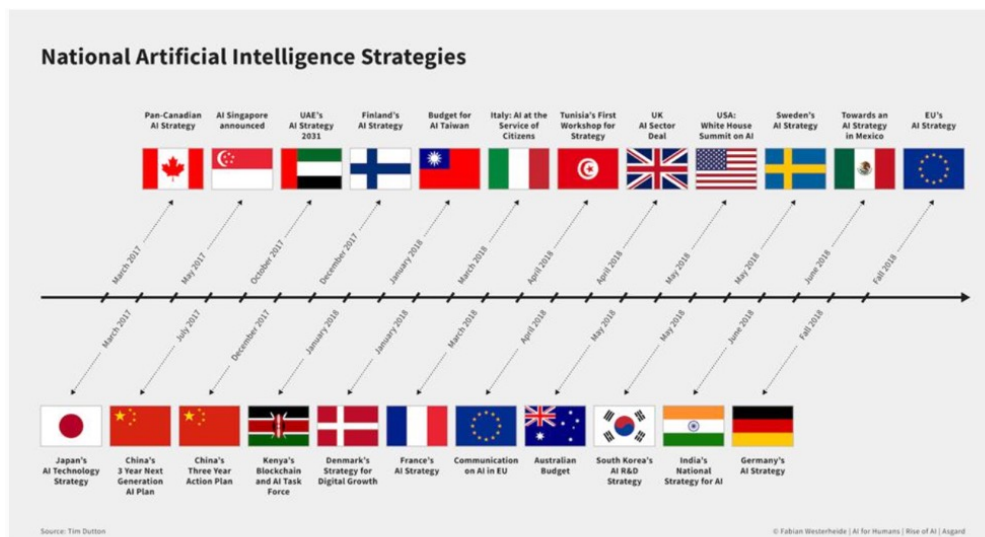 National Artificial Intelligence Strategies
Pan-Canadian
AI Strategy
AI Singapore
announced
UAE's
AI Strategy
2031
Finland's
AI Strategy
Budget for
AI Taiwan
Italy: AI at the
Service of
Citizens
Tunisia's First
Workshop for
Strategy
UK
AI Sector
Deal
USA:
White House
Summit on AI
Sweden's
AI Strategy
Towards an
AI Strategy
in Mexico
EU's
AI Strategy
March 2017
May 2017
October 2017
December 2017
January 2018
March 2018
April 2018
April 2018
May 2018
May 2018
June 2018
Fall 2018
March 2017
July 2017
December 2017
January 2018
January 2018
March 2018
April 2018
May 2018
May 2018
June 2018
Fall 2018
Japan's
AI Technology
Strategy
China's
3 Year Next
Generation
AI Plan
China's
Three Year
Action Plan
Kenya's
Blockchain
and AI Task
Force
Denmark's
Strategy for
Digital Growth
France's
AI Strategy
Communication
on AI in EU
Australian
Budget
South Korea's
AI R&D
Strategy
India's
National
Strategy for AI
Germany's
AI Strategy
Source: Tim Dutton
© Fabian Westerheide | AI for Humans | Rise of AI | Asgard